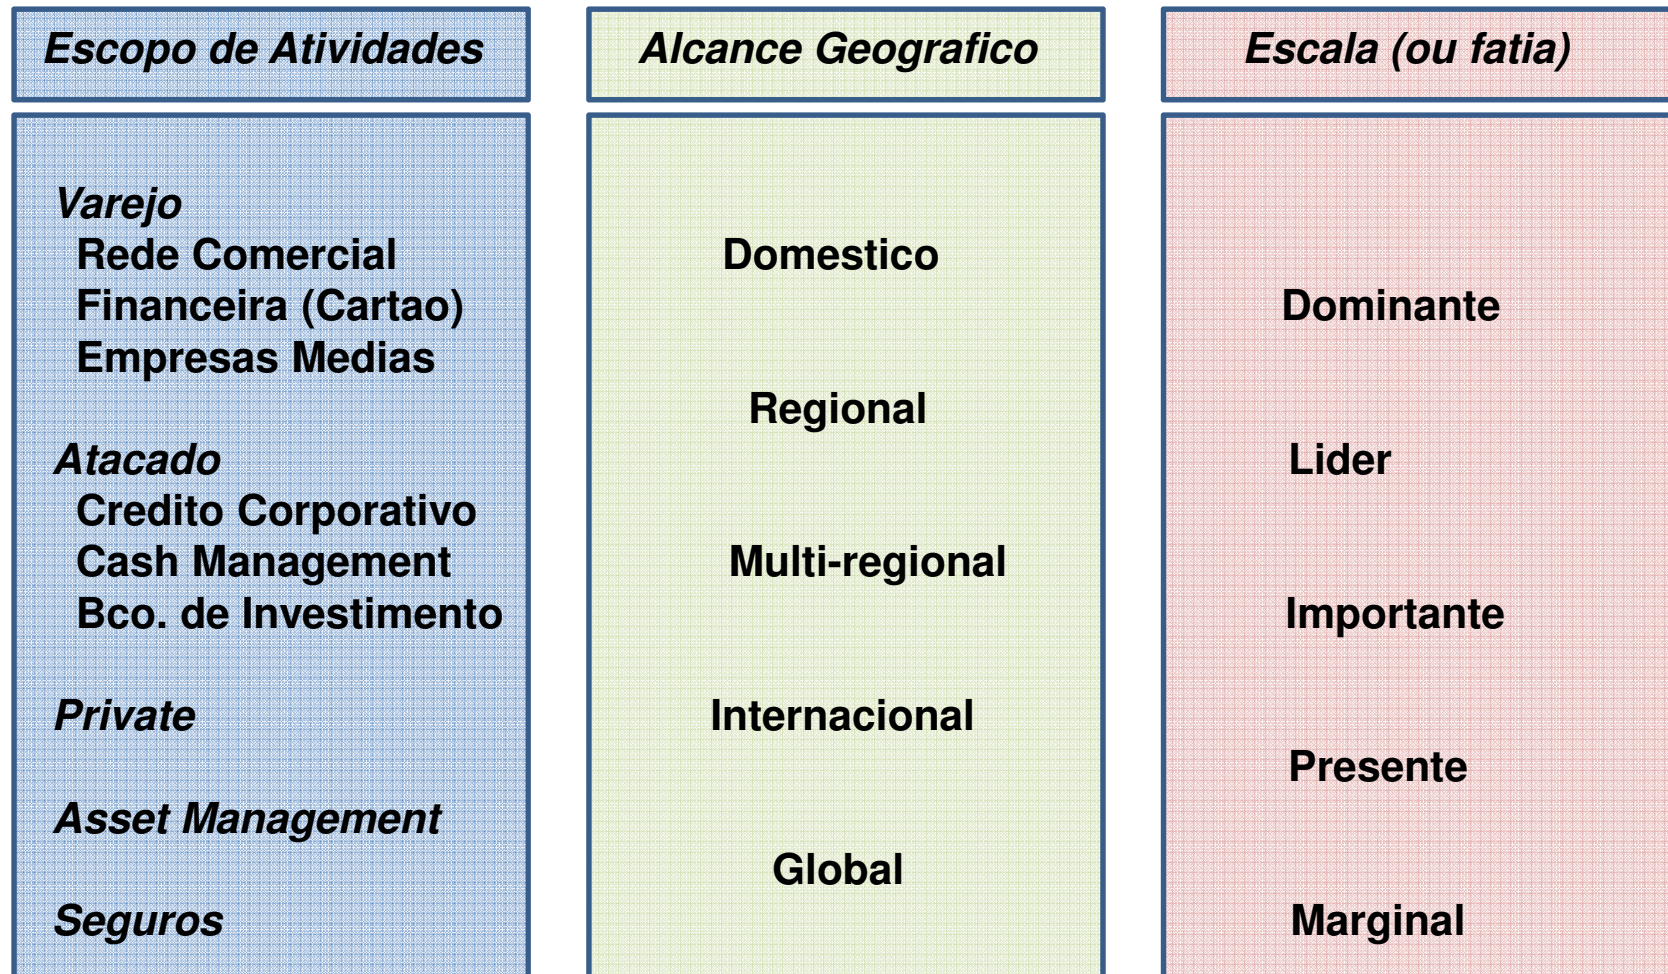 Escopo de Atividades
Varejo
Rede Comercial
Financeira (Cartao)
Empresas Medias
Atacado
Credito Corporativo
Cash Management
Bco. de Investimento
Private
Asset Management
Seguros
Alcance Geografico
Domestico
Regional
Multi-regional
Internacional
Global
Escala (ou fatia)
Dominante
Lider
Importante
Presente
Marginal